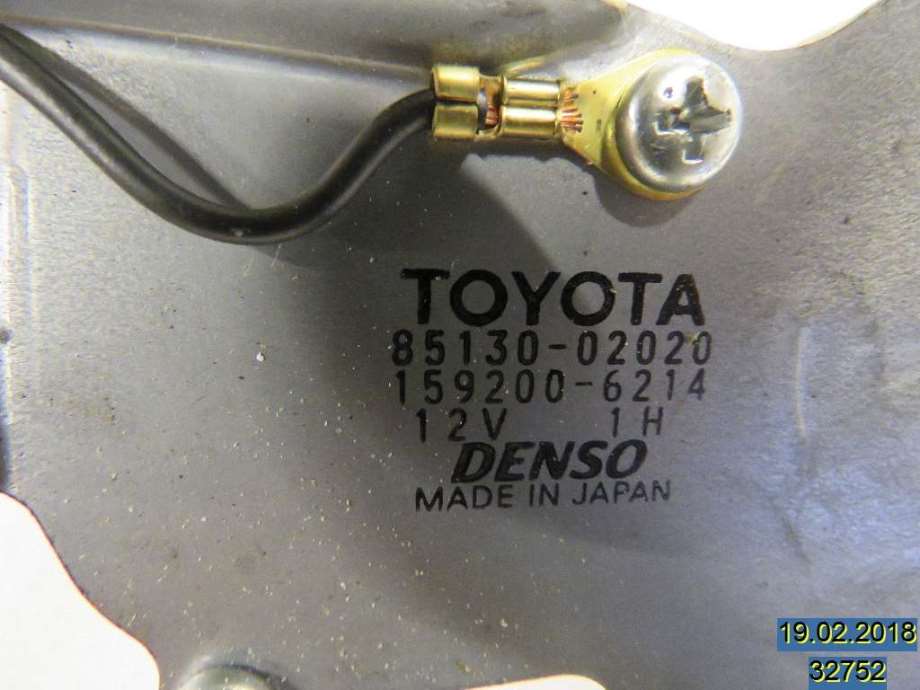 TOYOTA
85130-02020
159200-6214
12V 1H
DENSO
MADE IN JAPAN
19.02.2018
32752